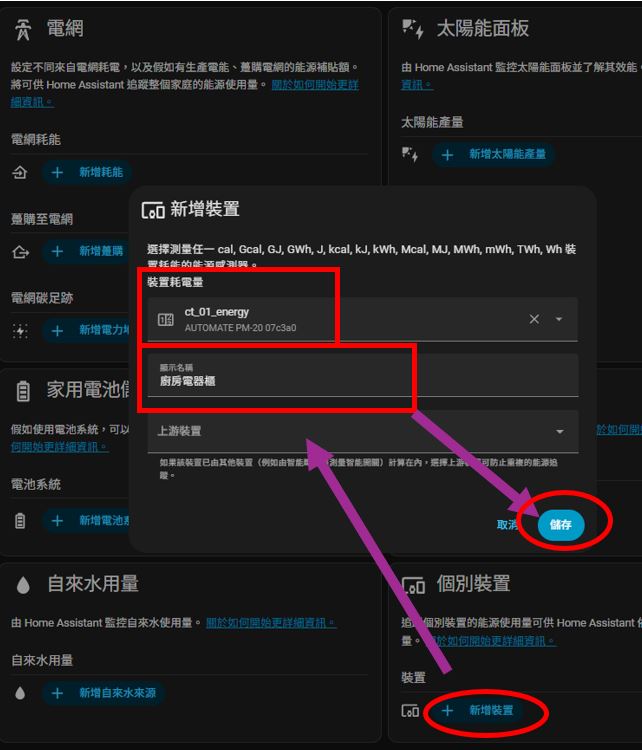 電網
設定不同來自電網耗電，以及假如有生產電能、躉購電網的能源補貼額。
將可供 Home Assistant 追蹤整個家庭的能源使用量。 關於如何開始更詳
細資訊。
電網耗能
新增耗能
躉購至電網
新增躉購
電網碳足跡
新增電力
家用電池
假如使用電池系統，可以
何開始更詳細資訊。
電池系統
新增電池
自來水用量
由 Home Assistant 監控自來水使用量。 關於如何開始更詳細資訊。
自來水用量
新增自來水來源
太陽能面板
由 Home Assistant 監控太陽能面板並了解其效能。
資訊。
太陽能產量
新增太陽能產量
於如何開
新增裝置
選擇測量任一 cal, Gcal, GJ, GWh, J, kcal, kJ, kWh, Mcal, MJ, MWh, mWh, TWh, Wh 裝
置耗能的能源感測器。
裝置耗電量
ct_01_energy
AUTOMATE PM-20 07c3a0
顯示名稱
廚房電器櫃
上游裝置
如果該裝置已由其他裝置（例如由智能 測量智能開關）計算在內，選擇上游 可防止重複的能源追
蹤。
取消
儲存
個別裝置
追蹤個別裝置的能源使用量可供 Home Assistant
量。 關於如何開始更詳細資訊。
裝置
新增裝置